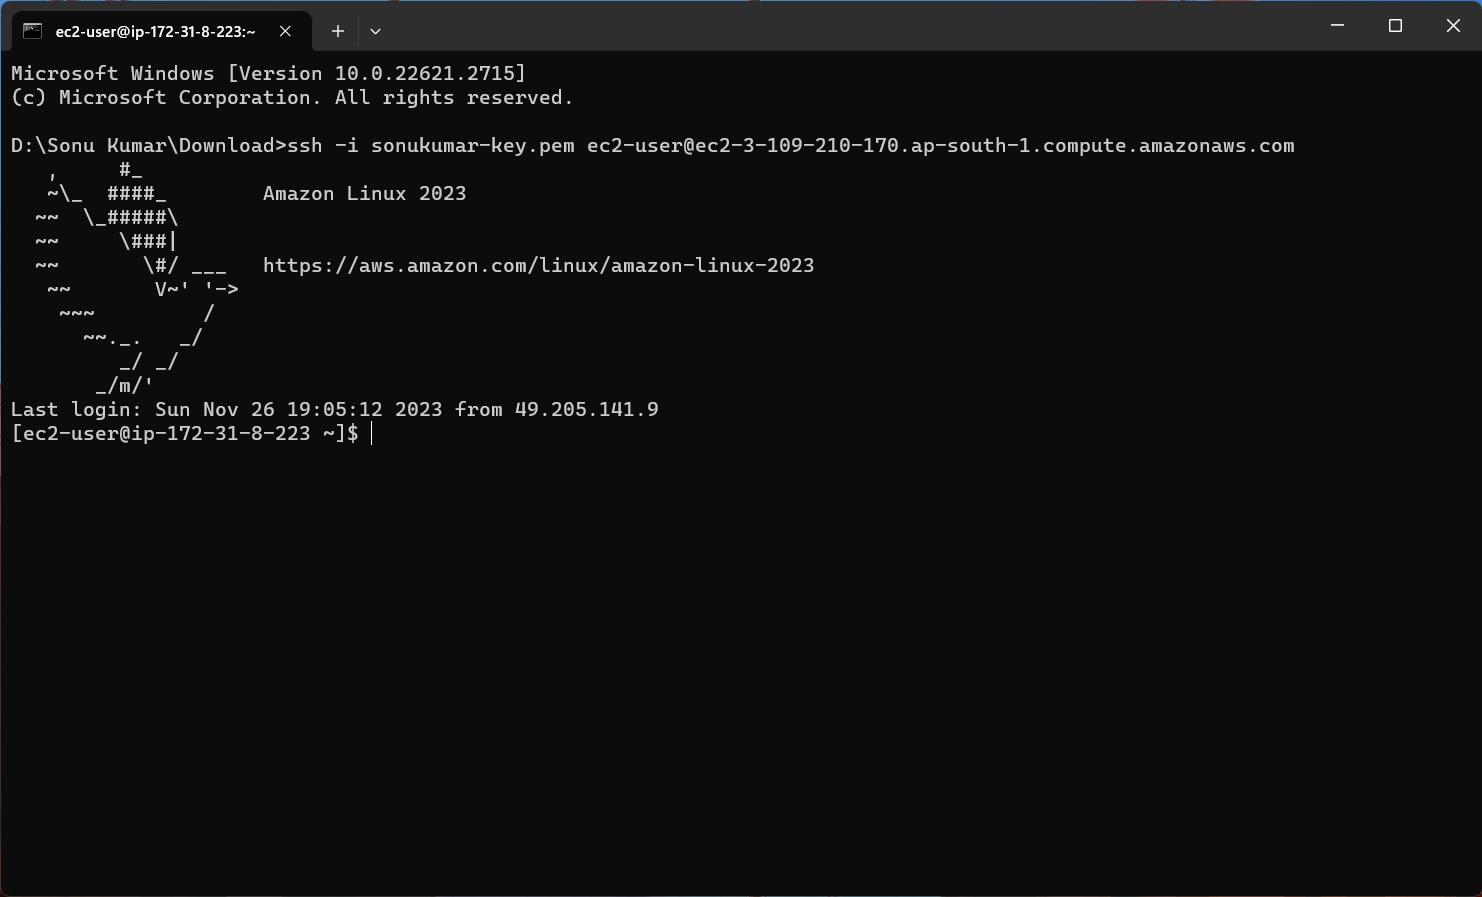 ec2-user@ip-172-31-8-223:~
Microsoft Windows [Version 10.0.22621.2715]
(c) Microsoft Corporation. All rights reserved.
D:\Sonu Kumar\Download>ssh -i sonukumar-key.pem ec2-user@ec2-3-109-210-170.ap-south-1.compute.amazonaws.com
   ,     #_
   ~\_  ####_        Amazon Linux 2023
  ~~  \_#####\
  ~~     \###|
  ~~       \#/ ___   https://aws.amazon.com/linux/amazon-linux-2023
   ~~       V~' '->
    ~~~         /
      ~~._.   _/
         _/ _/
       _/m/'
Last login: Sun Nov 26 19:05:12 2023 from 49.205.141.9
[ec2-user@ip-172-31-8-223 ~]$